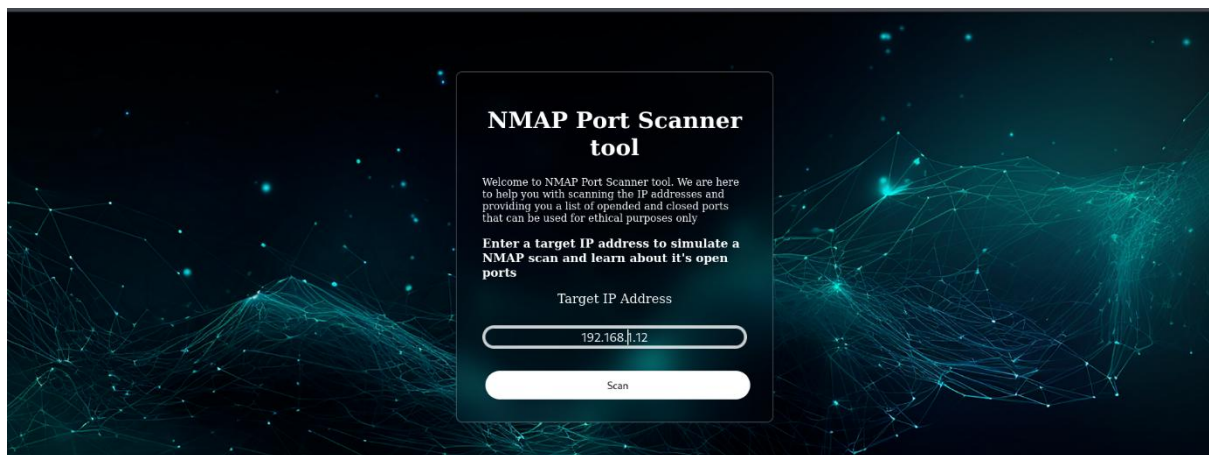 NMAP Port Scanner
tool
Welcome to NMAP Port Scanner tool. We are here
to help you with scanning the IP addresses and
providing you a list of opended and closed ports
that can be used for ethical purposes only
Enter a target IP address to simulate a
NMAP scan and learn about it's open
ports
Target IP Address
192.168.1.12
Scan